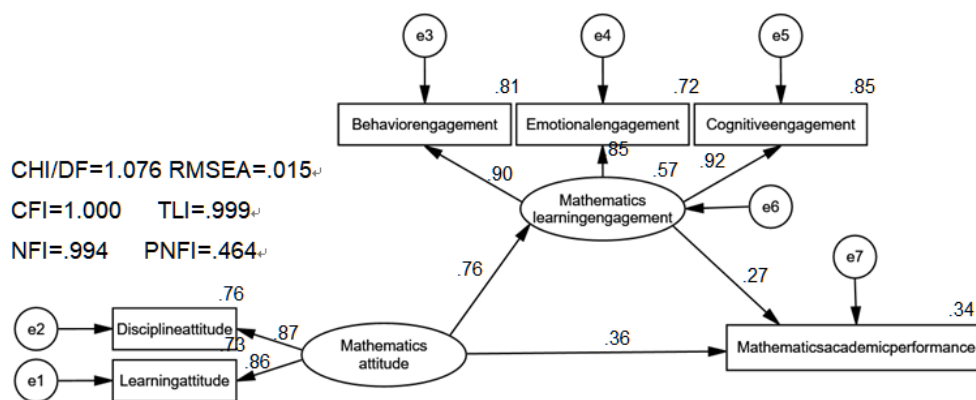 e3
e4
e5
.81
.72
.85
Behaviorengagement
Emotionalengagement
Cognitiveengagement
CHI/DF=1.076 RMSEA=.015
.90
.85
.57
.92
Mathematics
learningengagement
e6
CFI=1.000 TLI=.999
NFI=.994 PNFI=.464
.76
.27
e7
.76
.34
e2
Disciplineattitude
.87
.73
.86
Mathematics
attitude
.36
Mathematicsacademicperformance
e1
Learningattitude